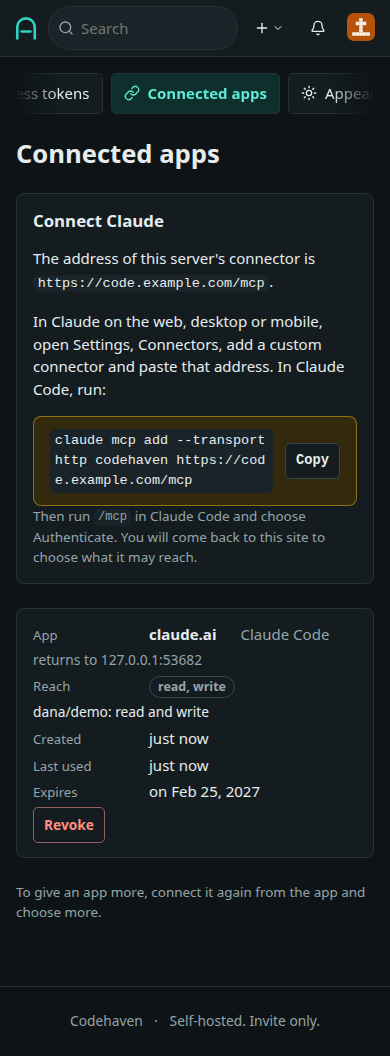 Search
ess tokens
Connected apps
Appea
Connected apps
Connect Claude
The address of this server's connector is
https://code.example.com/mcp.
In Claude on the web, desktop or mobile,
open Settings, Connectors, add a custom
connector and paste that address. In Claude
Code, run:
claude mcp add --transport
http codehaven https://cod
e.example.com/mcp
Copy
Then run /mcp in Claude Code and choose
Authenticate. You will come back to this site to
choose what it may reach.
App claude.ai Claude Code
returns to 127.0.0.1:53682
Reach read, write
dana/demo: read and write
Created just now
Last used just now
Expires on Feb 25, 2027
Revoke
To give an app more, connect it again from the app and
choose more.
Codehaven · Self-hosted. Invite only.